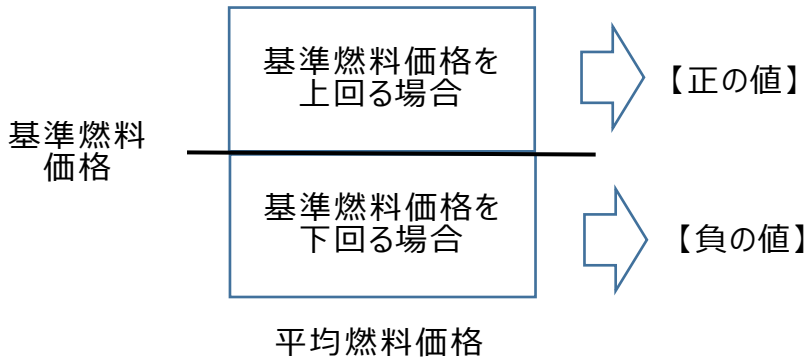 基準燃料価格を
上回る場合
【正の値】
基準燃料
価格
基準燃料価格を
下回る場合
【負の値】
平均燃料価格